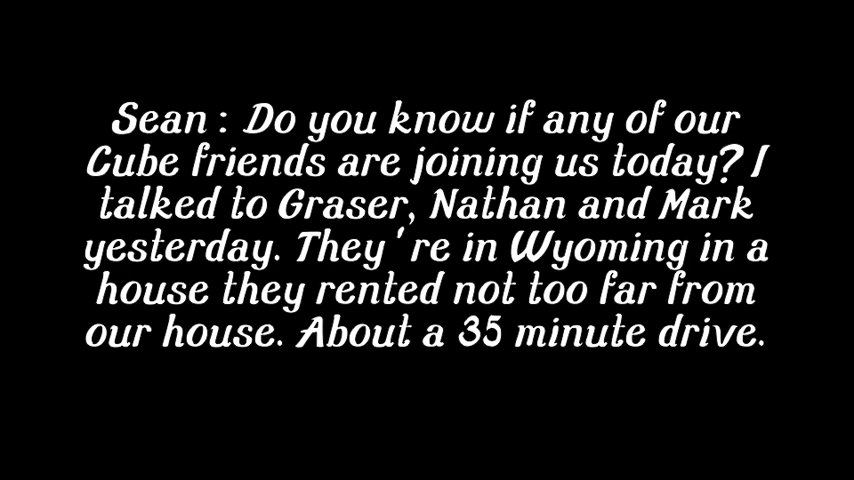 Sean : Do you know if any of our
Cube friends are joining us today? I
talked to Graser, Nathan and Mark
yesterday. They're in Wyoming in a
house they rented not too far from
our house. About a 35 minute drive.